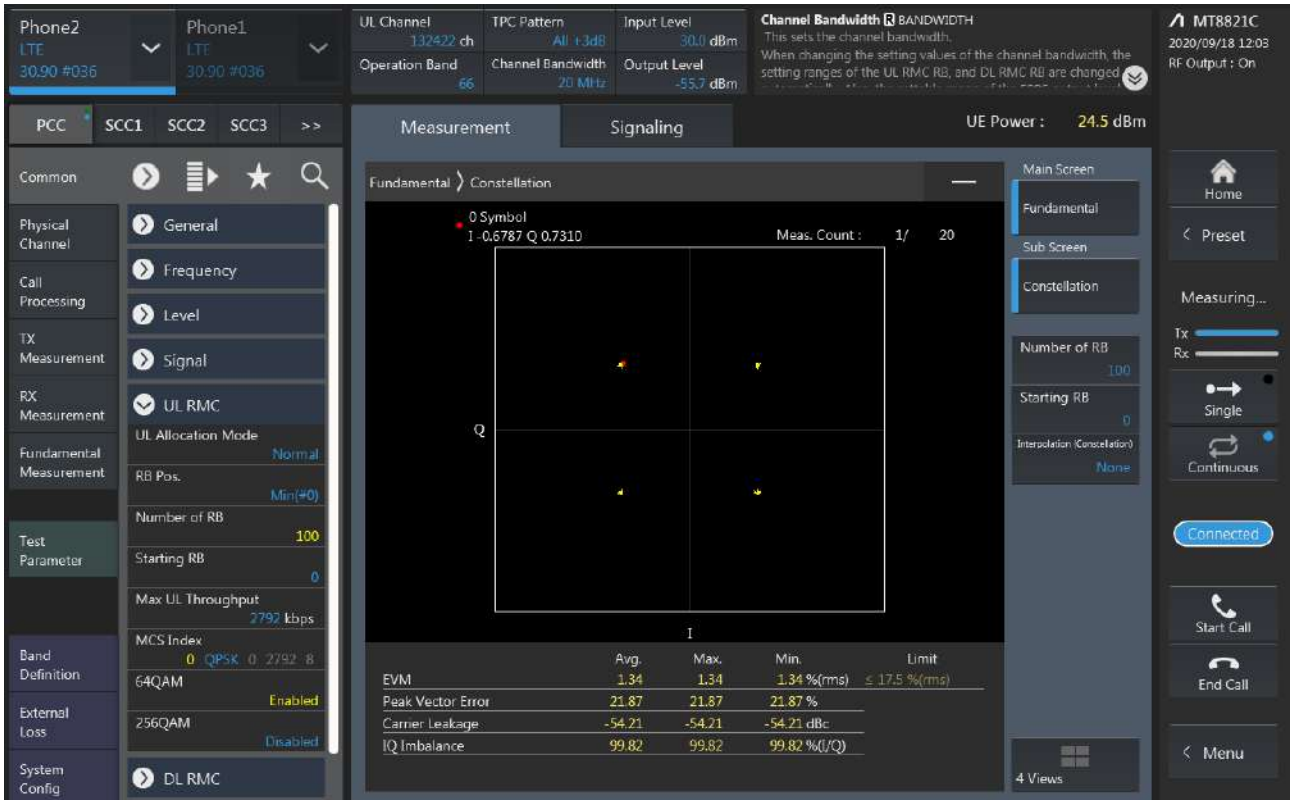 Phone2
LTE
30.90 #036
Phone1
LTE
30.90 #036
UL Channel
132422 ch
TPC Pattern
All +3dB
Input Level
30.0 dBm
Operation Band
66
Channel Bandwidth
20 MHz
Output Level
-55.7 dBm
Channel Bandwidth R BANDWIDTH
This sets the channel bandwidth.
When changing the setting values of the channel bandwidth, the
setting ranges of the UL RMC RB, and DL RMC RB are changed
MT8821C
2020/09/18 12:03
RF Output : On
PCC SCC1 SCC2 SCC3 >>
Measurement
Signaling
UE Power : 24.5 dBm
Common
Physical
Channel
Call
Processing
TX
Measurement
RX
Measurement
Fundamental
Measurement
Test
Parameter
Band
Definition
External
Loss
System
Config
General
Frequency
Level
Signal
UL RMC
UL Allocation Mode
Normal
RB Pos.
Min(#0)
Number of RB
100
Starting RB
0
Max UL Throughput
2792 kbps
MCS Index
0 QPSK 0 2792 8
64QAM
Enabled
256QAM
Disabled
DL RMC
Fundamental 〉 Constellation
0 Symbol
I -0.6787 Q 0.7310
Meas. Count : 1/ 20
Q
I
Avg. Max. Min. Limit
EVM 1.34 1.34 1.34 %(rms) ≤ 17.5 %(rms)
Peak Vector Error 21.87 21.87 21.87 %
Carrier Leakage -54.21 -54.21 -54.21 dBc
IQ Imbalance 99.82 99.82 99.82 %(I/Q)
Main Screen
Fundamental
Sub Screen
Constellation
Number of RB
100
Starting RB
0
Interpolation (Constellation)
None
4 Views
Home
< Preset
Measuring...
Tx
Rx
Single
Continuous
Connected
Start Call
End Call
< Menu